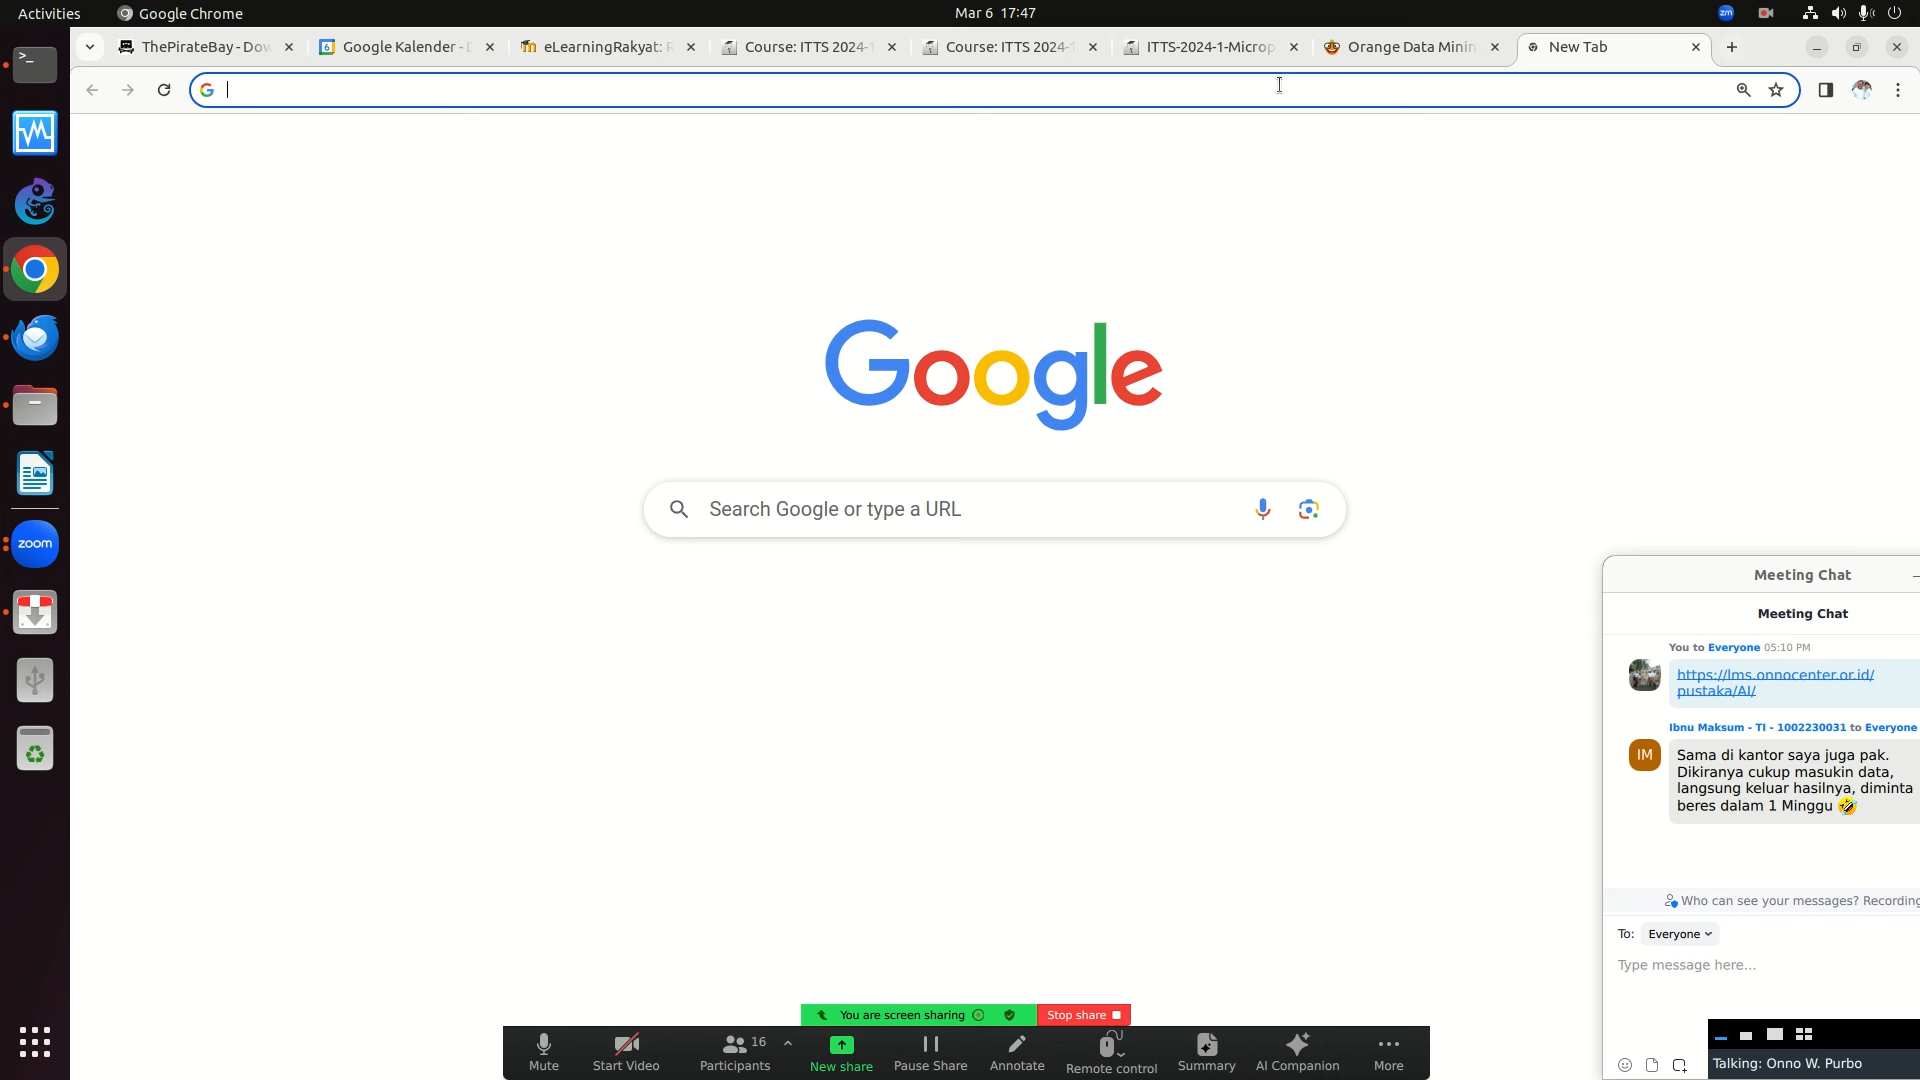 Activities
Google Chrome
Mar 6 17:47
zm
ThePirateBay - Dov
Google Kalender - D
eLearningRakyat: R
Course: ITTS 2024-1
Course: ITTS 2024-1
ITTS-2024-1-Microp
Orange Data Minin
New Tab
Google
Search Google or type a URL
zoom
Meeting Chat
Meeting Chat
You to Everyone 05:10 PM
https://lms.onnocenter.or.id/
pustaka/AI/
Ibnu Maksum - TI - 1002230031 to Everyone
IM
Sama di kantor saya juga pak.
Dikiranya cukup masukin data,
langsung keluar hasilnya, diminta
beres dalam 1 Minggu 🤣
Who can see your messages? Recording
To: Everyone
Type message here...
You are screen sharing
Stop share
Mute
Start Video
Participants
16
New share
Pause Share
Annotate
Remote control
Summary
AI Companion
More
Talking: Onno W. Purbo